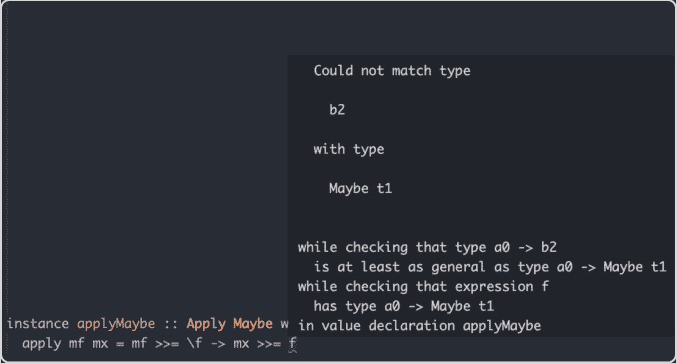 Could not match type
b2
with type
Maybe t1
while checking that type a0 -> b2
is at least as general as type a0 -> Maybe t1
while checking that expression f
has type a0 -> Maybe t1
in value declaration applyMaybe
instance applyMaybe :: Apply Maybe w
apply mf mx = mf >>= \f -> mx >>= f